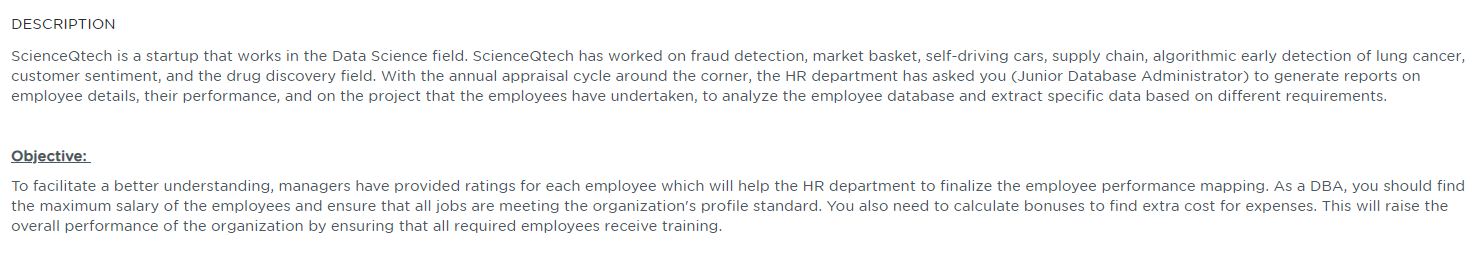 DESCRIPTION
ScienceQtech is a startup that works in the Data Science field. ScienceQtech has worked on fraud detection, market basket, self-driving cars, supply chain, algorithmic early detection of lung cancer,
customer sentiment, and the drug discovery field. With the annual appraisal cycle around the corner, the HR department has asked you (Junior Database Administrator) to generate reports on
employee details, their performance, and on the project that the employees have undertaken, to analyze the employee database and extract specific data based on different requirements.
Objective:
To facilitate a better understanding, managers have provided ratings for each employee which will help the HR department to finalize the employee performance mapping. As a DBA, you should find
the maximum salary of the employees and ensure that all jobs are meeting the organization's profile standard. You also need to calculate bonuses to find extra cost for expenses. This will raise the
overall performance of the organization by ensuring that all required employees receive training.